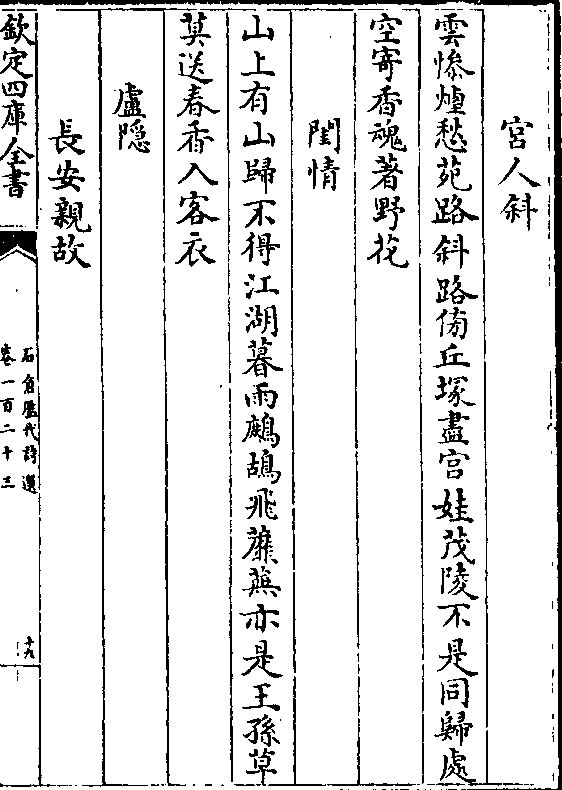 宮人斜
雲慘煙愁苑路斜路傍丘塚盡宮娃茂陵不是同歸處
空寄香魂著野花
閨情
山上有山歸不得江湖暮雨鷓鴣飛蘼蕪亦是王孫草
莫送春香入客衣
盧隠
長安親故
欽定四庫全書
石倉歴代詩選
卷一百二十三
十九